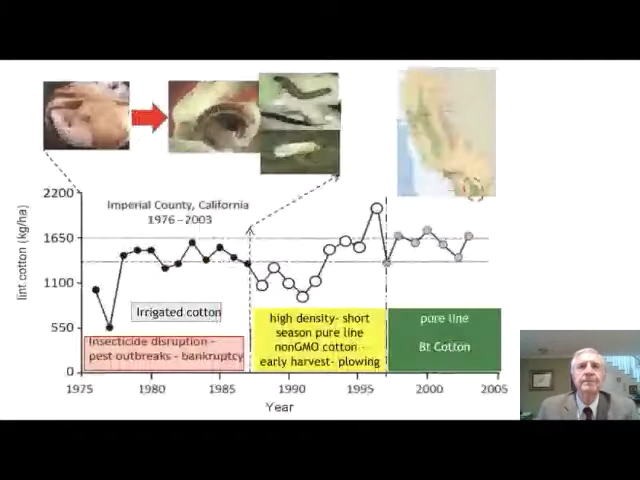 2200
1650
1100
550
0
lint cotton (kg/ha)
Imperial County, California
1976-2003
Irrigated cotton
Insecticide disruption -
pest outbreaks - bankruptcy
high density- short
season pure line
nonGMO cotton -
early harvest- plowing
pure line
Bt Cotton
1975
1980
1985
1990
1995
2000
2005
Year